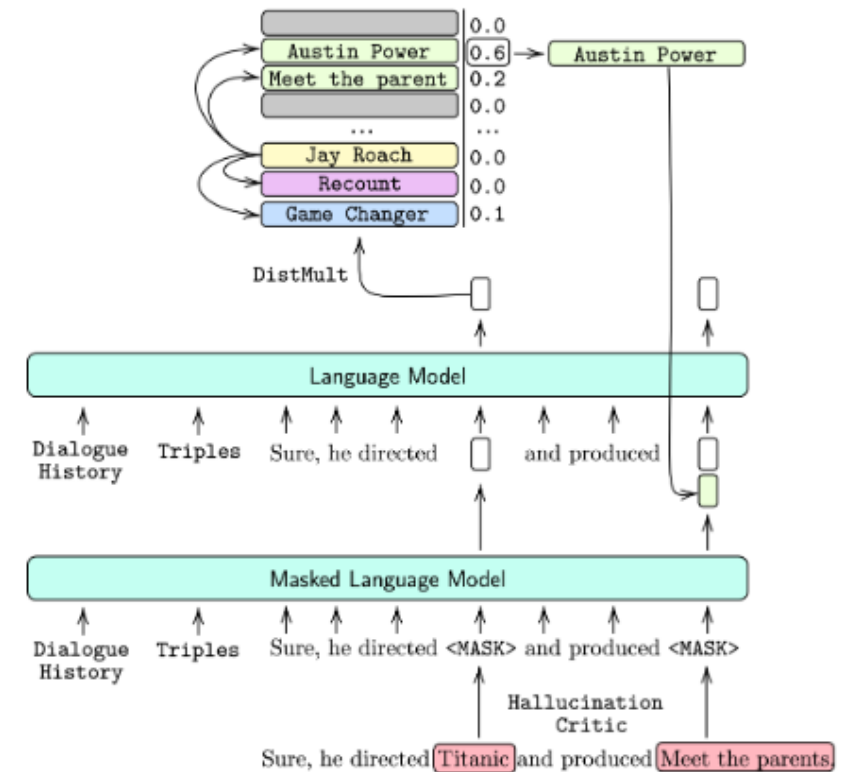 0.0
Austin Power 0.6 Austin Power
Meet the parent 0.2
0.0
... ...
Jay Roach 0.0
Recount 0.0
Game Changer 0.1
DistMult
Language Model
Dialogue History Triples Sure, he directed and produced
Masked Language Model
Dialogue History Triples Sure, he directed <MASK> and produced <MASK>
Hallucination
Critic
Sure, he directed Titanic and produced Meet the parents.